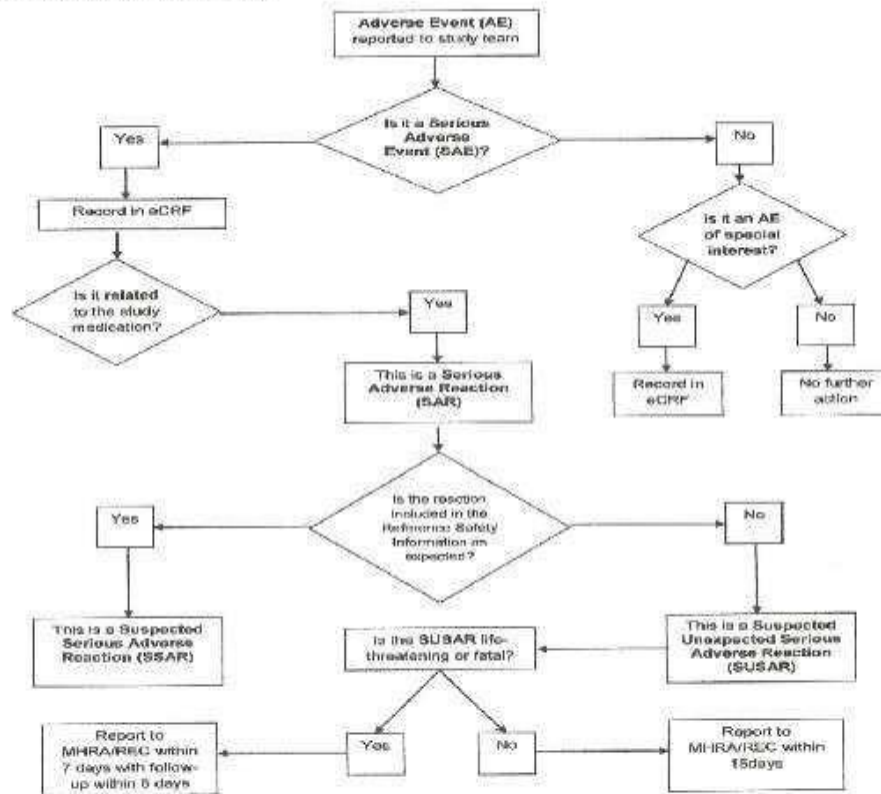 Adverse Event (AE)
reported to study team
Is it a Serious
Adverse
Event (SAE)?
Yes
No
Record in eCRF
Is it an AE
of special
interest?
Is it related
to the study
medication?
Yes
Yes
No
This is a Serious
Adverse Reaction
(SAR)
Record in
eCRF
No further
action
Is the reaction
included in the
Reference Safety
Information as
expected?
Yes
No
This is a Suspected
Serious Adverse
Reaction (SSAR)
Is the SUSAR life-
threatening or fatal?
This is a Suspected
Unexpected Serious
Adverse Reaction
(SUSAR)
Report to
MHRA/REC within
7 days with follow-
up within 8 days
Yes
No
Report to
MHRA/REC within
15days